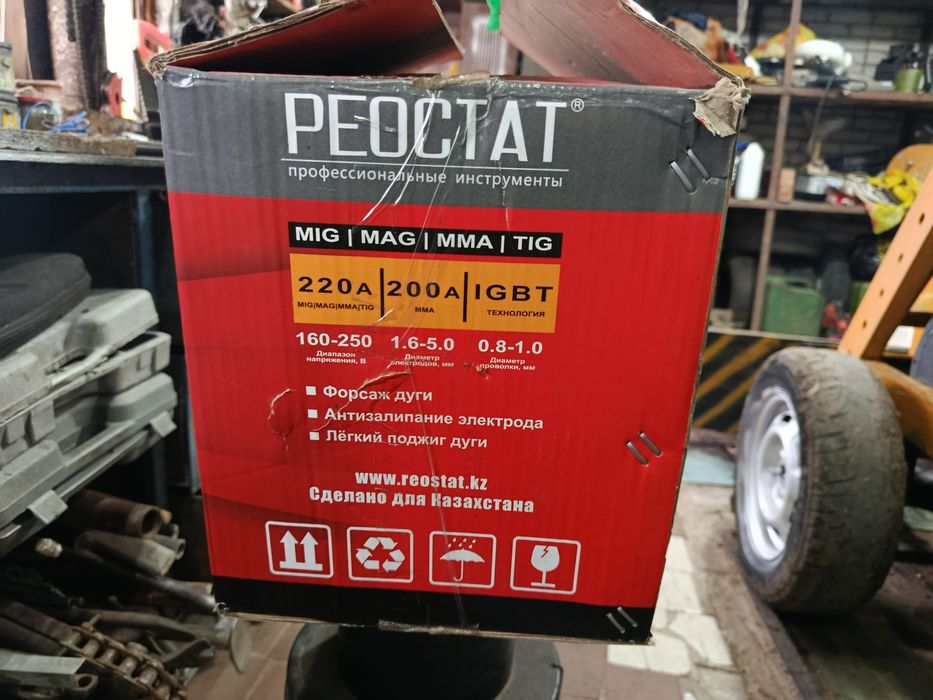 РЕОСТАТ®
профессиональные инструменты
MIG | MAG | MMA | TIG
220A 200A IGBT
MIG|MAG|MMA|TIG MMA ТЕХНОЛОГИЯ
160-250 1.6-5.0 0.8-1.0
Диапазон Диаметр Диаметр
напряжения, В электродов, мм проволки, мм
Форсаж дуги
Антизалипание электрода
Лёгкий поджиг дуги
www.reostat.kz
Сделано для Казахстана